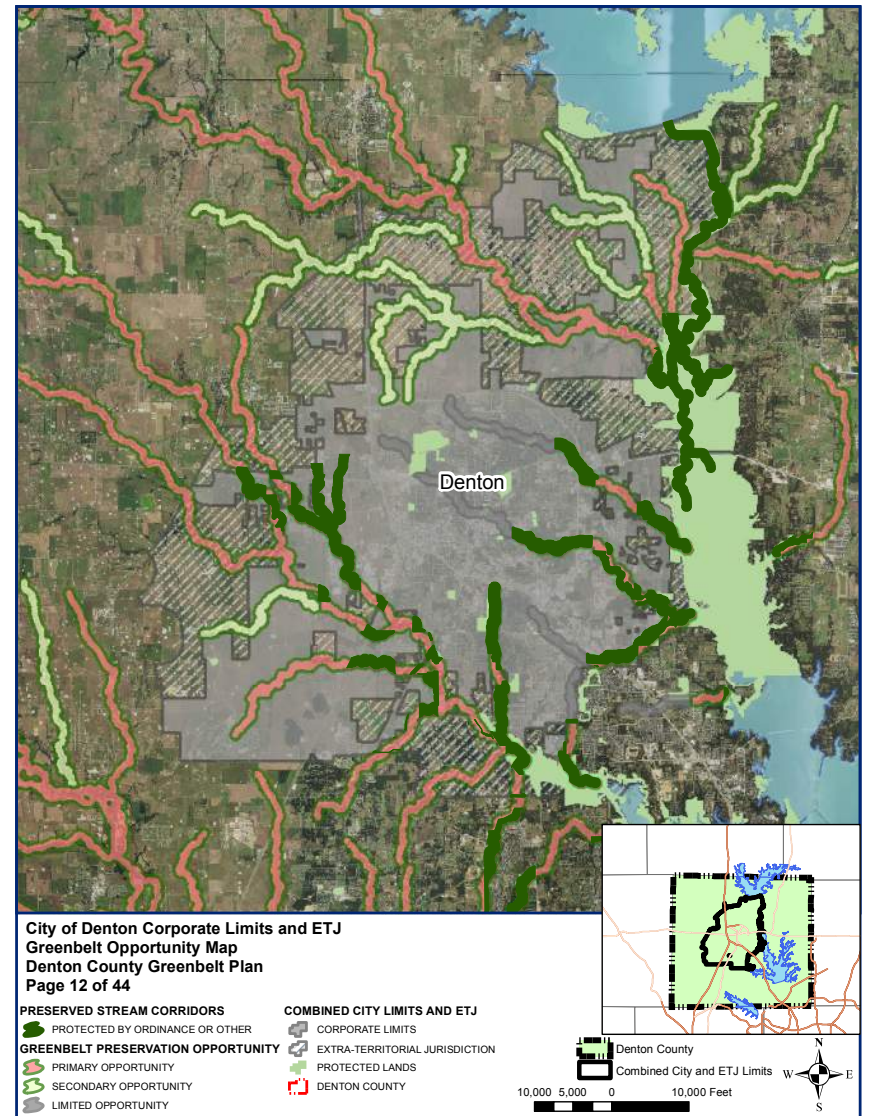 Denton
City of Denton Corporate Limits and ETJ
Greenbelt Opportunity Map
Denton County Greenbelt Plan
Page 12 of 44
PRESERVED STREAM CORRIDORS
PROTECTED BY ORDINANCE OR OTHER
GREENBELT PRESERVATION OPPORTUNITY
PRIMARY OPPORTUNITY
SECONDARY OPPORTUNITY
LIMITED OPPORTUNITY
COMBINED CITY LIMITS AND ETJ
CORPORATE LIMITS
EXTRA-TERRITORIAL JURISDICTION
PROTECTED LANDS
DENTON COUNTY
Denton County
Combined City and ETJ Limits
10,000 5,000 0 10,000 Feet
N
W E
S